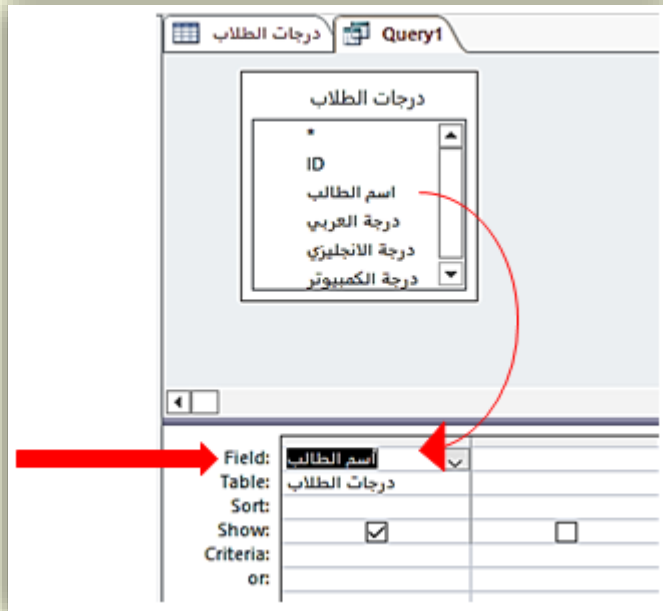 درجات الطلاب Query1
درجات الطلاب
*
ID
اسم الطالب
درجة العربي
درجة الانجليزي
درجة الكمبيوتر
Field: اسم الطالب
Table: درجات الطلاب
Sort:
Show:
Criteria:
or: